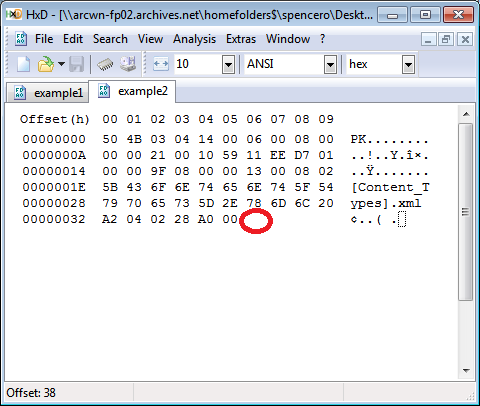 HxD - [\\arcwn-fp02.archives.net\homefolders$\spencero\Deskt...
File Edit Search View Analysis Extras Window ?
10 ANSI hex
example1 example2
Offset(h) 00 01 02 03 04 05 06 07 08 09
00000000 50 4B 03 04 14 00 06 00 08 00 PK........
0000000A 00 00 21 00 10 59 11 EE D7 01 ..!..Y.î×.
00000014 00 00 9F 08 00 00 13 00 08 02 ..Ÿ.......
0000001E 5B 43 6F 6E 74 65 6E 74 5F 54 [Content_T
00000028 79 70 65 73 5D 2E 78 6D 6C 20 ypes].xml
00000032 A2 04 02 28 A0 00 ¢..( .
Offset: 38